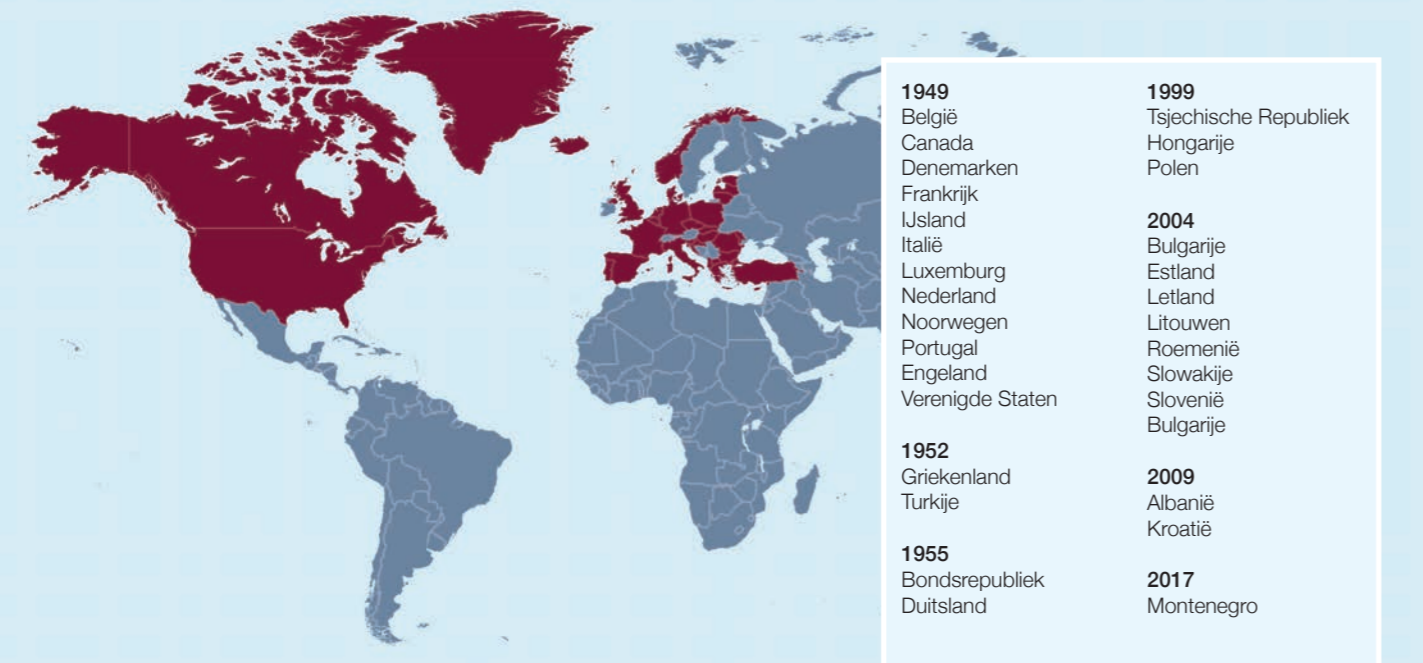 1949
België
Canada
Denemarken
Frankrijk
IJsland
Italië
Luxemburg
Nederland
Noorwegen
Portugal
Engeland
Verenigde Staten
1952
Griekenland
Turkije
1955
Bondsrepubliek
Duitsland
1999
Tsjechische Republiek
Hongarije
Polen
2004
Bulgarije
Estland
Letland
Litouwen
Roemenië
Slowakije
Slovenië
Bulgarije
2009
Albanië
Kroatië
2017
Montenegro